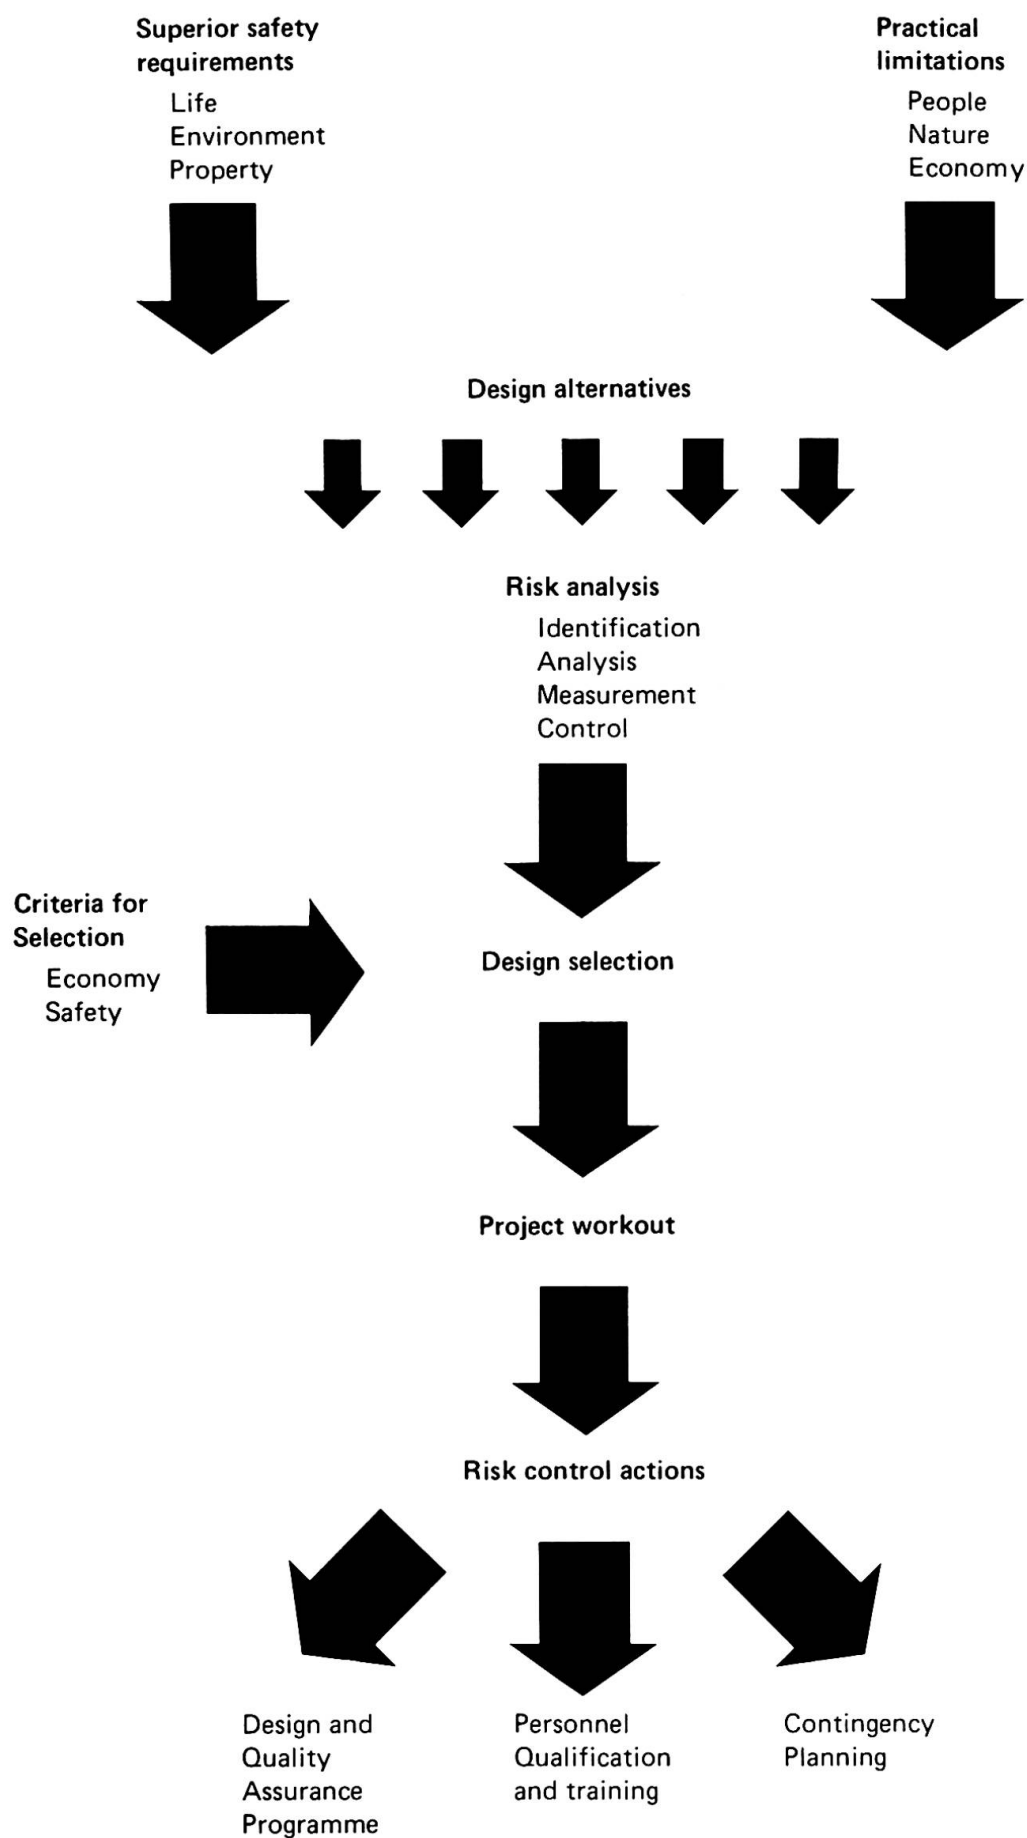 Superior safety
requirements
Life
Environment
Property
Practical
limitations
People
Nature
Economy
Design alternatives
Risk analysis
Identification
Analysis
Measurement
Control
Criteria for
Selection
Economy
Safety
Design selection
Project workout
Risk control actions
Design and
Quality
Assurance
Programme
Personnel
Qualification
and training
Contingency
Planning